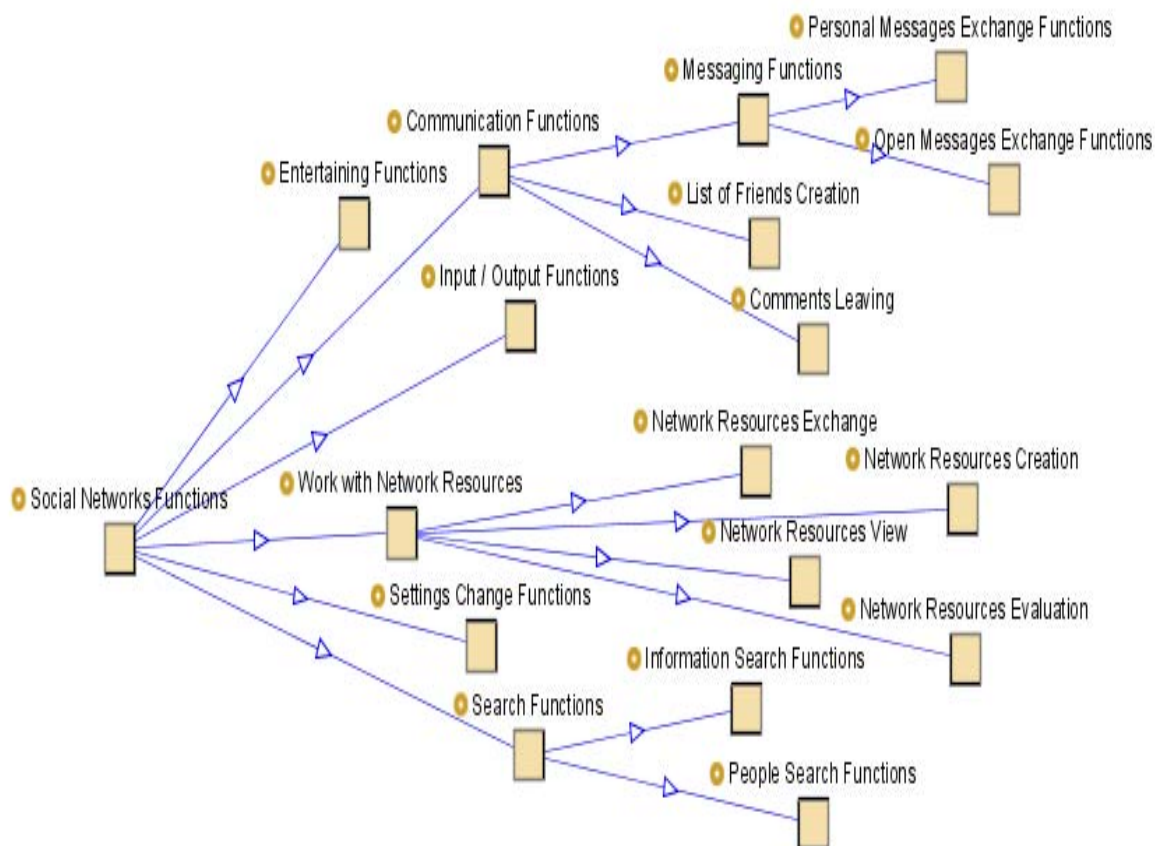 Personal Messages Exchange Functions
Messaging Functions
Communication Functions
Open Messages Exchange Functions
Entertaining Functions
List of Friends Creation
Input / Output Functions
Comments Leaving
Network Resources Exchange
Network Resources Creation
Work with Network Resources
Social Networks Functions
Network Resources View
Settings Change Functions
Network Resources Evaluation
Information Search Functions
Search Functions
People Search Functions